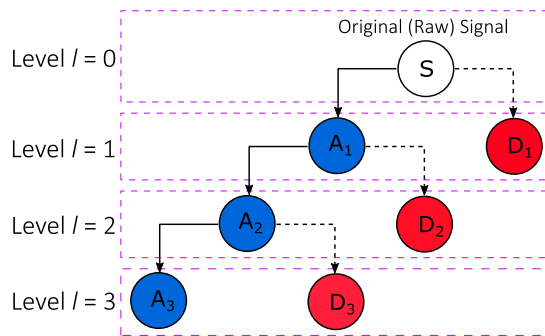 Original (Raw) Signal
Level l = 0
S
Level l = 1
A₁
D₁
Level l = 2
A₂
D₂
Level l = 3
A₃
D₃